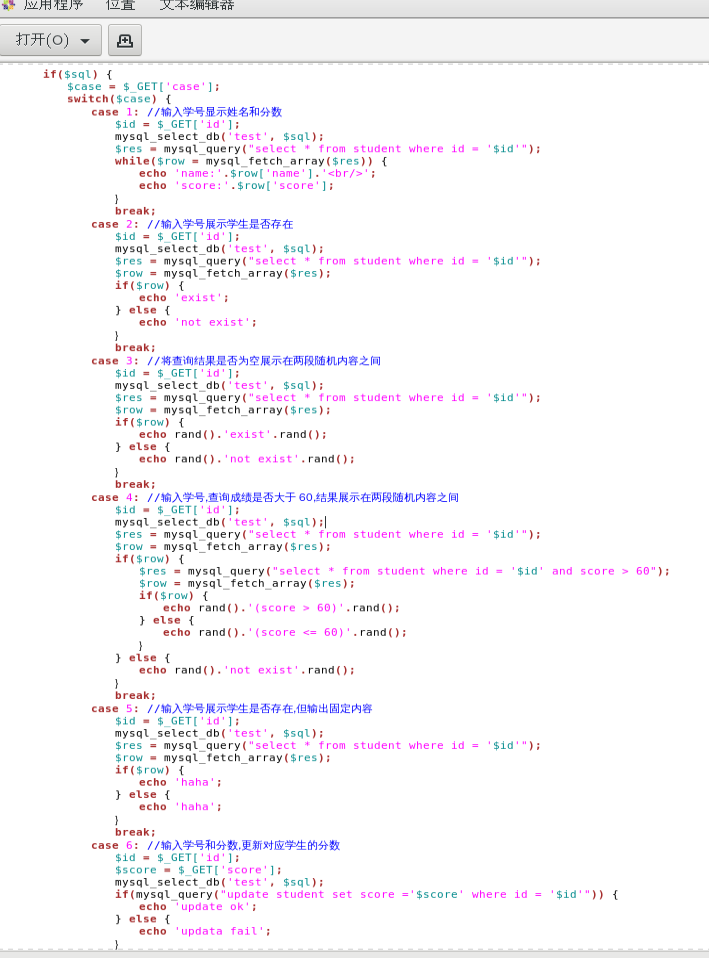 应用程序 位置 文本编辑器
打开(O)
if($sql) {
$case = $_GET['case'];
switch($case) {
case 1: //输入学号显示姓名和分数
$id = $_GET['id'];
mysql_select_db('test', $sql);
$res = mysql_query("select * from student where id = '$id'");
while($row = mysql_fetch_array($res)) {
echo 'name:'.$row['name'].'<br/>';
echo 'score:'.$row['score'];
}
break;
case 2: //输入学号展示学生是否存在
$id = $_GET['id'];
mysql_select_db('test', $sql);
$res = mysql_query("select * from student where id = '$id'");
$row = mysql_fetch_array($res);
if($row) {
echo 'exist';
} else {
echo 'not exist';
}
break;
case 3: //将查询结果是否为空展示在两段随机内容之间
$id = $_GET['id'];
mysql_select_db('test', $sql);
$res = mysql_query("select * from student where id = '$id'");
$row = mysql_fetch_array($res);
if($row) {
echo rand().'exist'.rand();
} else {
echo rand().'not exist'.rand();
}
break;
case 4: //输入学号,查询成绩是否大于 60,结果展示在两段随机内容之间
$id = $_GET['id'];
mysql_select_db('test', $sql);
$res = mysql_query("select * from student where id = '$id'");
$row = mysql_fetch_array($res);
if($row) {
$res = mysql_query("select * from student where id = '$id' and score > 60");
$row = mysql_fetch_array($res);
if($row) {
echo rand().'(score > 60)'.rand();
} else {
echo rand().'(score <= 60)'.rand();
}
} else {
echo rand().'not exist'.rand();
}
break;
case 5: //输入学号展示学生是否存在,但输出固定内容
$id = $_GET['id'];
mysql_select_db('test', $sql);
$res = mysql_query("select * from student where id = '$id'");
$row = mysql_fetch_array($res);
if($row) {
echo 'haha';
} else {
echo 'haha';
}
break;
case 6: //输入学号和分数,更新对应学生的分数
$id = $_GET['id'];
$score = $_GET['score'];
mysql_select_db('test', $sql);
if(mysql_query("update student set score ='$score' where id = '$id'")) {
echo 'update ok';
} else {
echo 'updata fail';
}